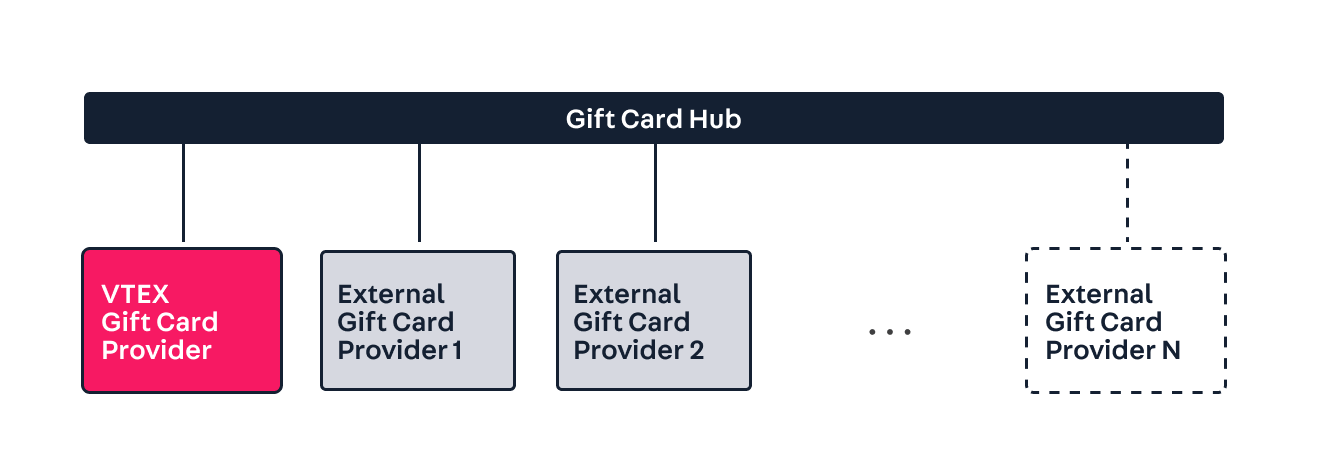 Gift Card Hub
VTEX
Gift Card
Provider
External
Gift Card
Provider 1
External
Gift Card
Provider 2
...
External
Gift Card
Provider N